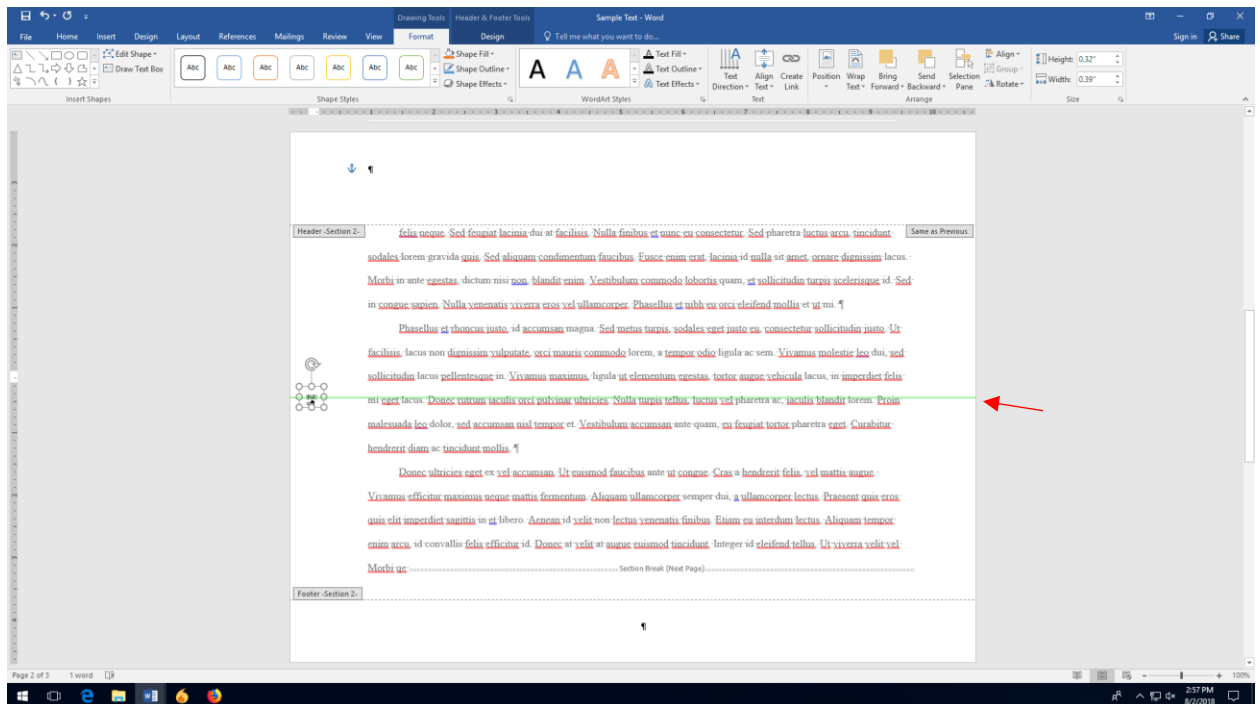 Drawing Tools Header & Footer Tools Sample Text - Word
File Home Insert Design Layout References Mailings Review View Format Design Tell me what you want to do... Sign in Share
Edit Shape
Draw Text Box
Abc Abc Abc Abc Abc Abc Abc
Shape Fill
Shape Outline
Shape Effects
A A A
Text Fill
Text Outline
Text Effects
Text Direction
Align Text
Create Link
Position
Wrap Text
Bring Forward
Send Backward
Selection Pane
Align
Group
Rotate
Height: 0.32"
Width: 0.39"
Insert Shapes Shape Styles WordArt Styles Text Arrange Size
¶
Header -Section 2-
Same as Previous
felis neque. Sed feugiat lacinia dui at facilisis. Nulla finibus et nunc eu consectetur. Sed pharetra luctus arcu, tincidunt
sodales lorem gravida quis. Sed aliquam condimentum faucibus. Fusce enim erat, lacinia id nulla sit amet, ornare dignissim lacus.
Morbi in ante egestas, dictum nisi non, blandit enim. Vestibulum commodo lobortis quam, et sollicitudin turpis scelerisque id. Sed
in congue sapien. Nulla venenatis viverra eros vel ullamcorper. Phasellus et nibh eu orci eleifend mollis et ut mi. ¶
Phasellus et rhoncus justo, id accumsan magna. Sed metus turpis, sodales eget justo eu, consectetur sollicitudin justo. Ut
facilisis, lacus non dignissim vulputate, orci mauris commodo lorem, a tempor odio ligula ac sem. Vivamus molestie leo dui, sed
sollicitudin lacus pellentesque in. Vivamus maximus, ligula ut elementum egestas, tortor augue vehicula lacus, in imperdiet felis
mi eget lacus. Donec rutrum iaculis orci pulvinar ultricies. Nulla turpis tellus, luctus vel pharetra ac, iaculis blandit lorem. Proin
malesuada leo dolor, sed accumsan nisl tempor et. Vestibulum accumsan ante quam, eu feugiat tortor pharetra eget. Curabitur
hendrerit diam ac tincidunt mollis. ¶
Donec ultricies eget ex vel accumsan. Ut euismod faucibus ante ut congue. Cras a hendrerit felis, vel mattis augue.
Vivamus efficitur maximus neque mattis fermentum. Aliquam ullamcorper semper dui, a ullamcorper lectus. Praesent quis eros
quis elit imperdiet sagittis in et libero. Aenean id velit non lectus venenatis finibus. Etiam eu interdum lectus. Aliquam tempor
enim arcu, id convallis felis efficitur id. Donec at velit at augue euismod tincidunt. Integer id eleifend tellus. Ut viverra velit vel
Morbi qe Section Break (Next Page)
Footer -Section 2-
¶
Page 2 of 3 1 word 100%
2:57 PM
8/2/2018